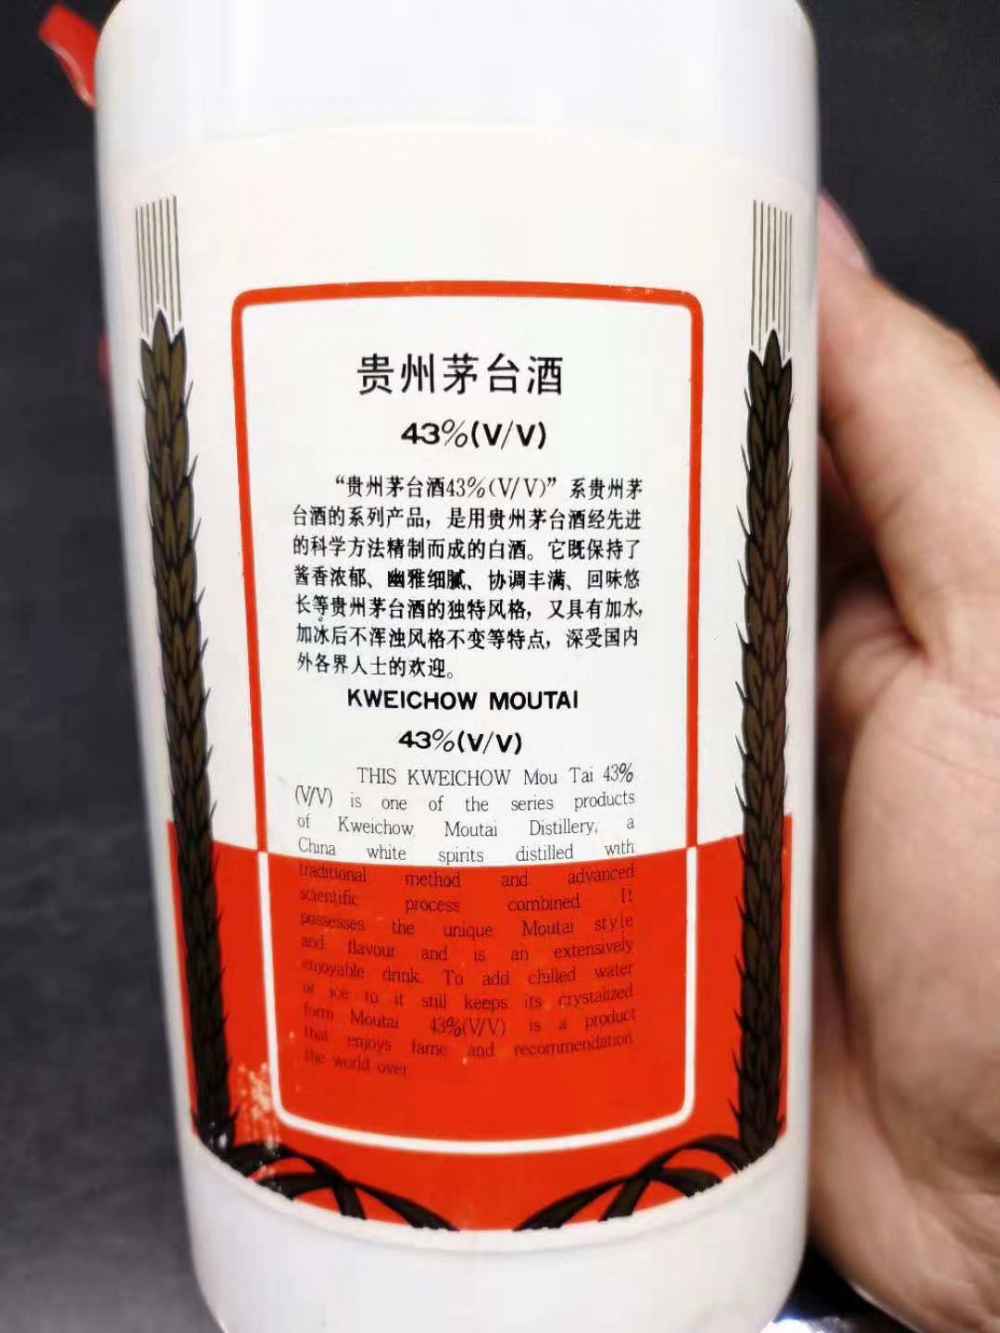 贵州茅台酒
43%(V/V)
“贵州茅台酒43%(V/V)”系贵州茅
台酒的系列产品，是用贵州茅台酒经先进
的科学方法精制而成的白酒。它既保持了
酱香浓郁、幽雅细腻、协调丰满、回味悠
长等贵州茅台酒的独特风格，又具有加水，
加冰后不浑浊风格不变等特点，深受国内
外各界人士的欢迎。
KWEICHOW MOUTAI
43%(V/V)
THIS KWEICHOW Mou Tai 43%
(V/V) is one of the series products
of Kweichow Moutai Distillery, a
China white spirits distilled with
traditional method and advanced
scientific process combined It
possesses the unique Moutai style
and flavour and is an extensively
enjoyable drink. To add chilled water
or ice to it still keeps its crystalized
form Moutai 43%(V/V) is a product
that enjoys fame and recommendation
the world over